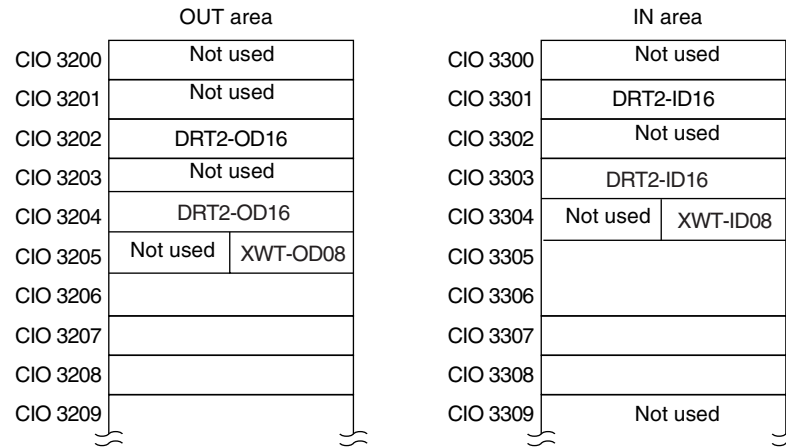 OUT area
CIO 3200 Not used
CIO 3201 Not used
CIO 3202 DRT2-OD16
CIO 3203 Not used
CIO 3204 DRT2-OD16
CIO 3205 Not used XWT-OD08
CIO 3206
CIO 3207
CIO 3208
CIO 3209
IN area
CIO 3300 Not used
CIO 3301 DRT2-ID16
CIO 3302 Not used
CIO 3303 DRT2-ID16
CIO 3304 Not used XWT-ID08
CIO 3305
CIO 3306
CIO 3307
CIO 3308
CIO 3309 Not used